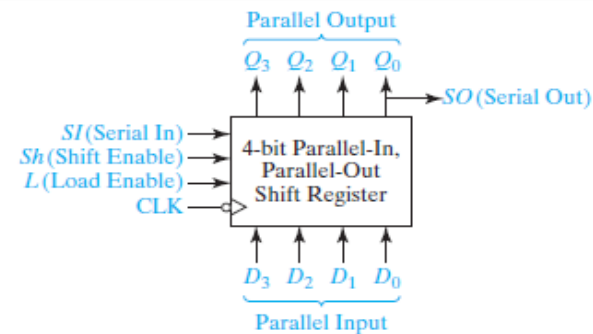 Parallel Output
Q3 Q2 Q1 Q0
SO (Serial Out)
SI (Serial In)
Sh (Shift Enable)
L (Load Enable)
CLK
4-bit Parallel-In,
Parallel-Out
Shift Register
D3 D2 D1 D0
Parallel Input